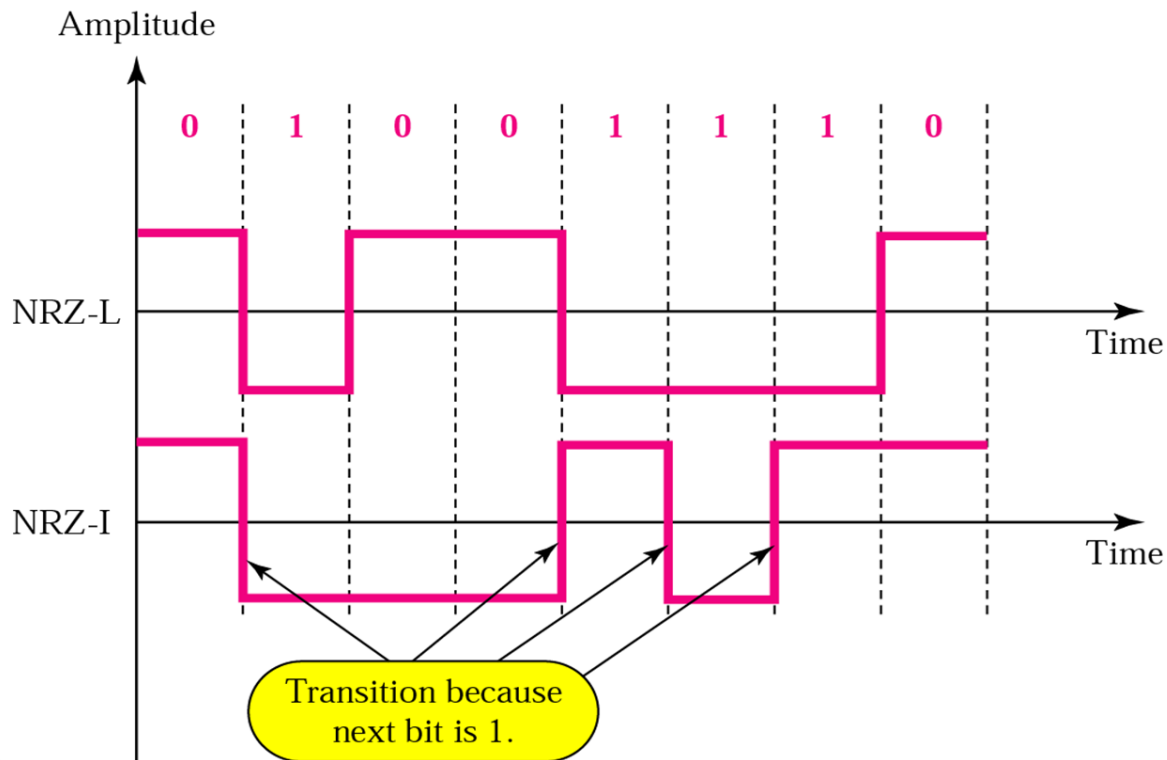 Amplitude
0 1 0 0 1 1 1 0
NRZ-L
Time
NRZ-I
Time
Transition because
next bit is 1.